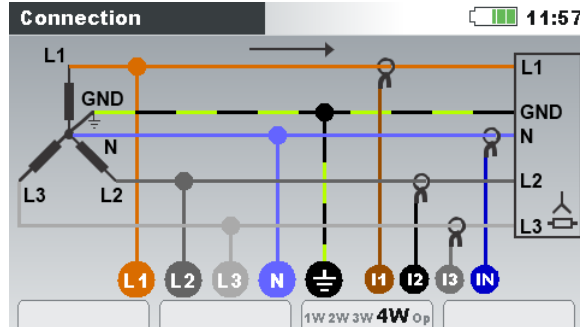 Connection 11:57
L1 L1
GND GND
N N
L2 L2
L3 L3
L1 L2 L3 N I1 I2 I3 IN
1W 2W 3W 4W Op